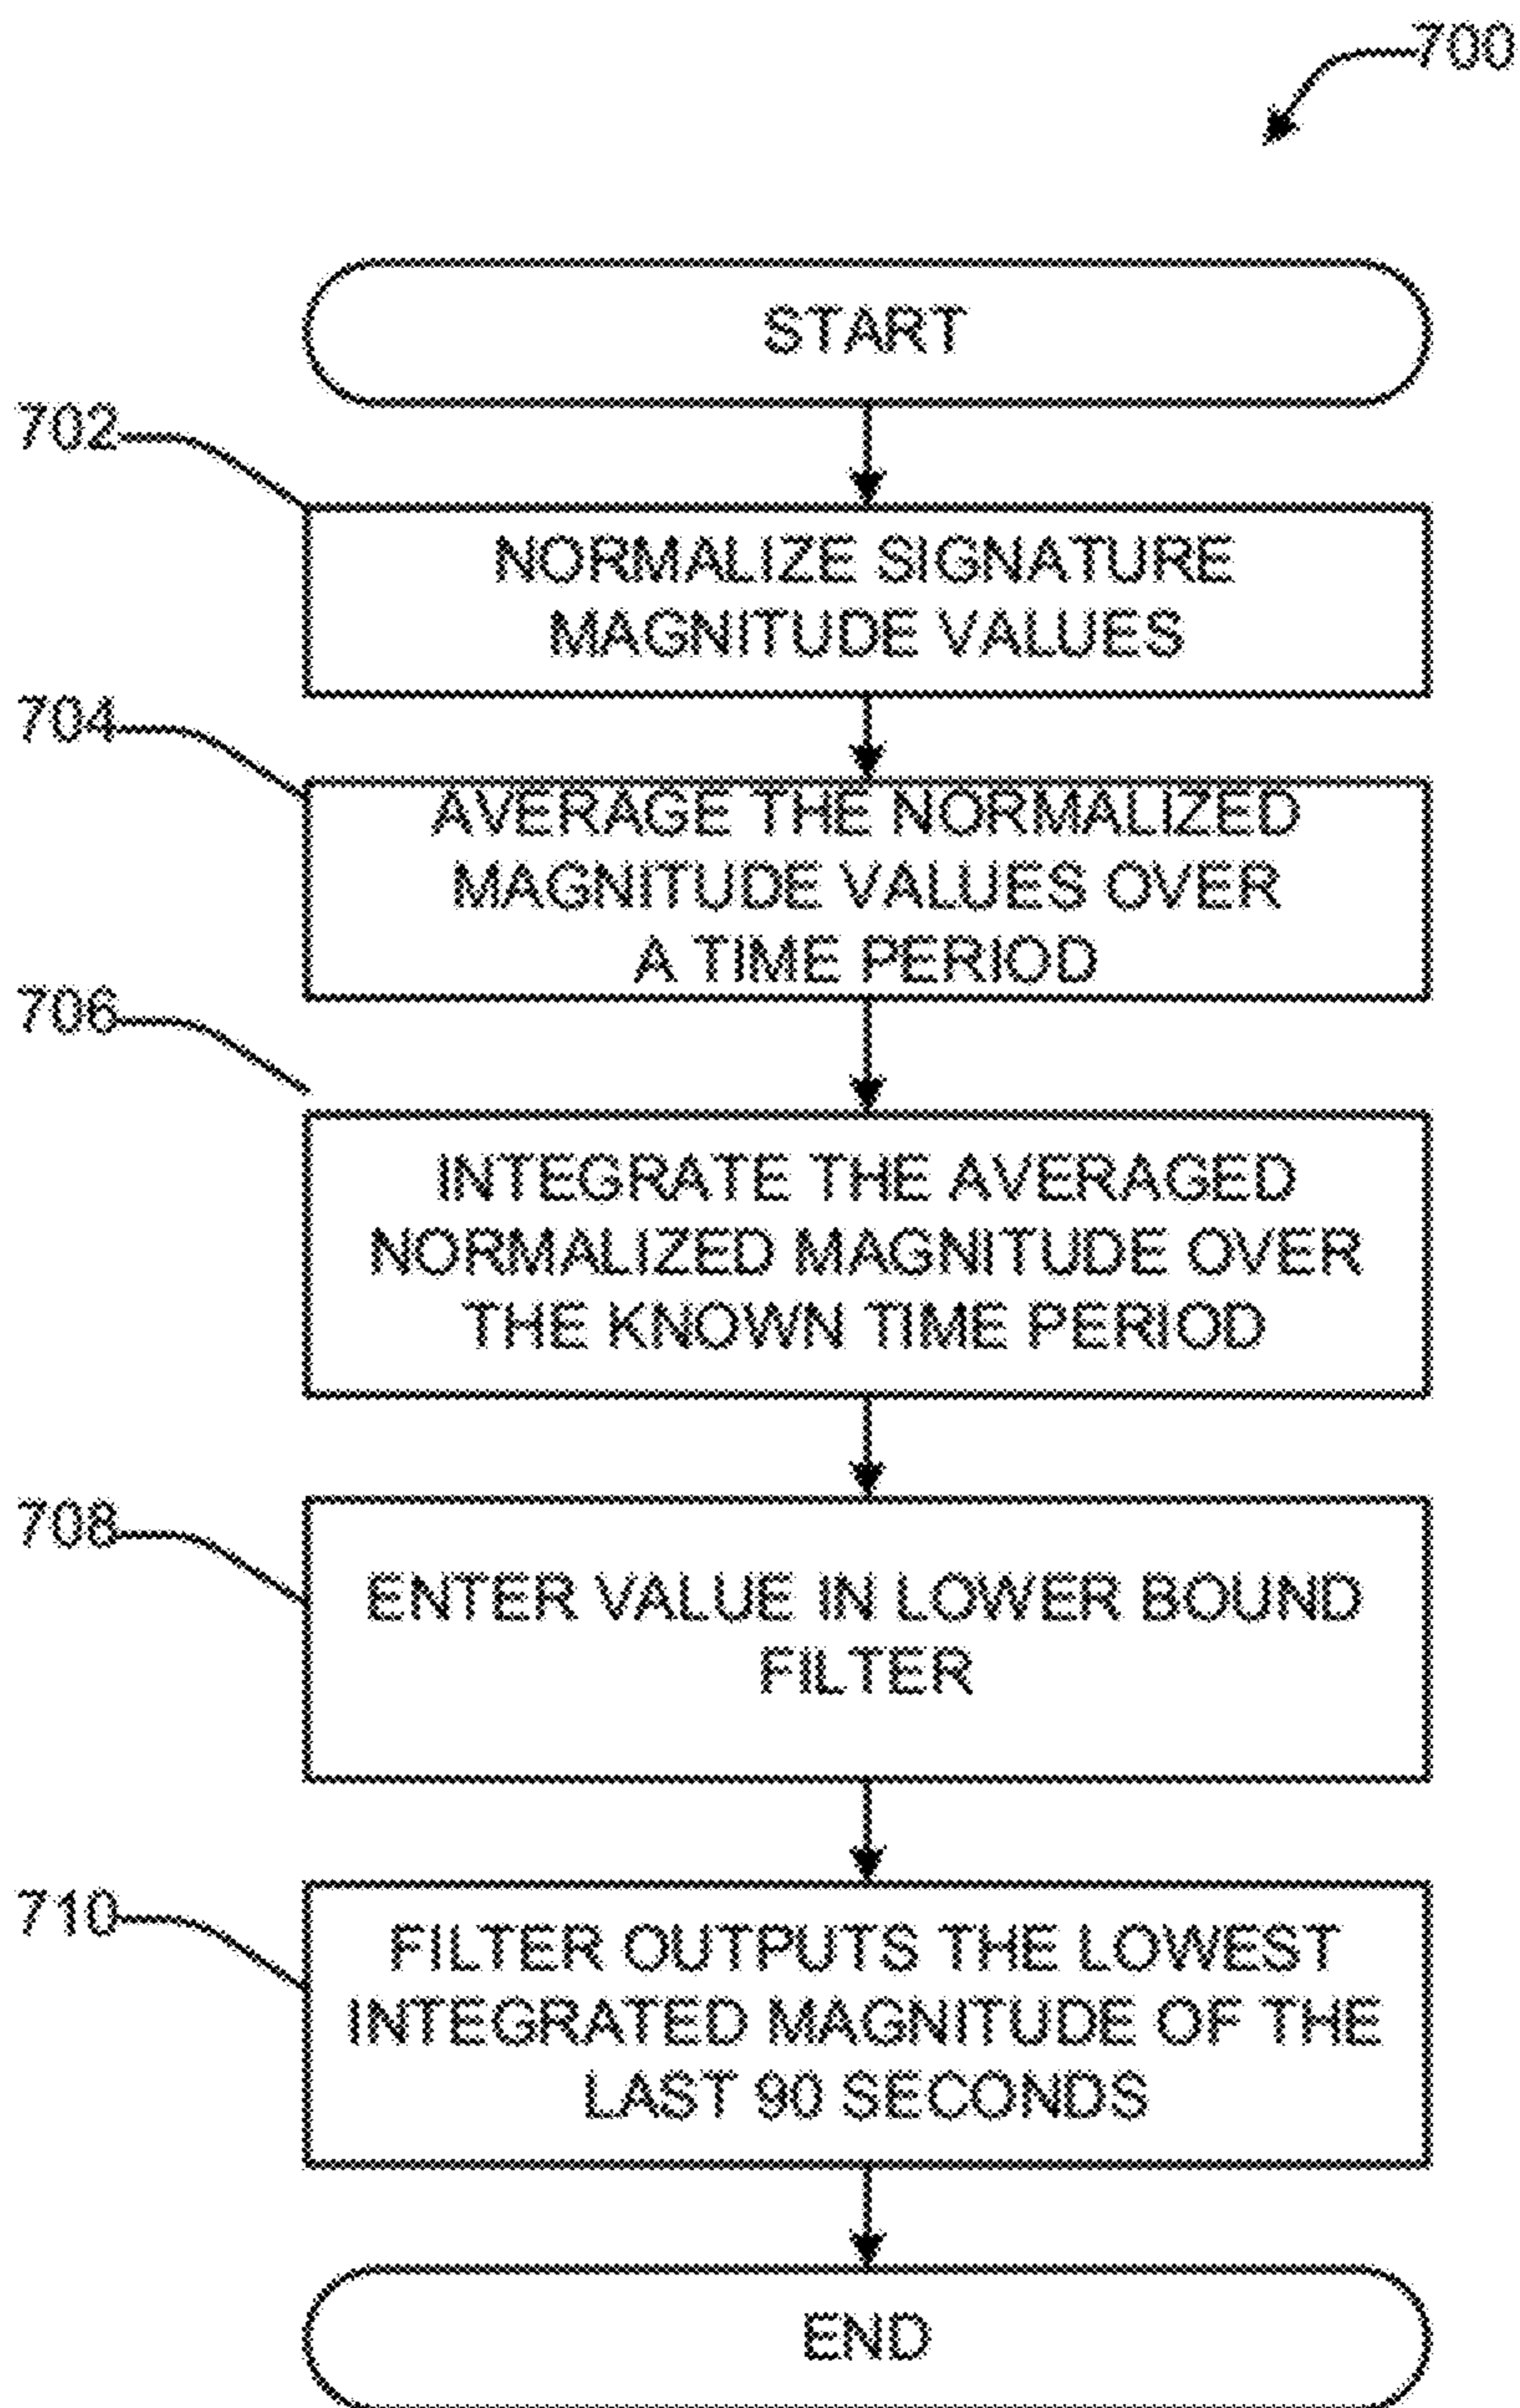 700
START
702
NORMALIZE SIGNATURE
MAGNITUDE VALUES
704
AVERAGE THE NORMALIZED
MAGNITUDE VALUES OVER
A TIME PERIOD
706
INTEGRATE THE AVERAGED
NORMALIZED MAGNITUDE OVER
THE KNOWN TIME PERIOD
708
ENTER VALUE IN LOWER BOUND
FILTER
710
FILTER OUTPUTS THE LOWEST
INTEGRATED MAGNITUDE OF THE
LAST 90 SECONDS
END